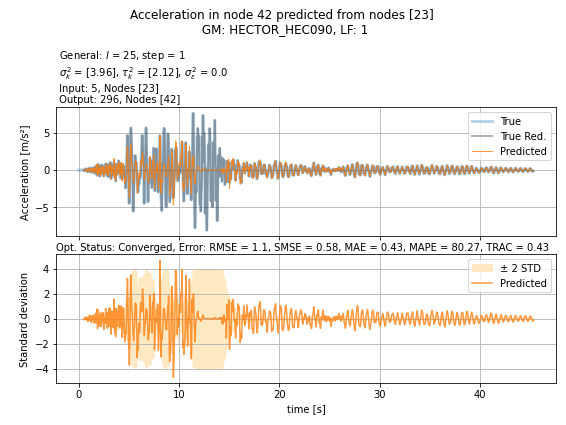 Acceleration in node 42 predicted from nodes [23]
GM: HECTOR_HEC090, LF: 1
General: l = 25, step = 1
σ²ₖ = [3.96], τ²ₖ = [2.12], σ²ε = 0.0
Input: 5, Nodes [23]
Output: 296, Nodes [42]
Acceleration [m/s²]
5
0
−5
True
True Red.
Predicted
Opt. Status: Converged, Error: RMSE = 1.1, SMSE = 0.58, MAE = 0.43, MAPE = 80.27, TRAC = 0.43
Standard deviation
4
2
0
−2
−4
± 2 STD
Predicted
0 10 20 30 40
time [s]